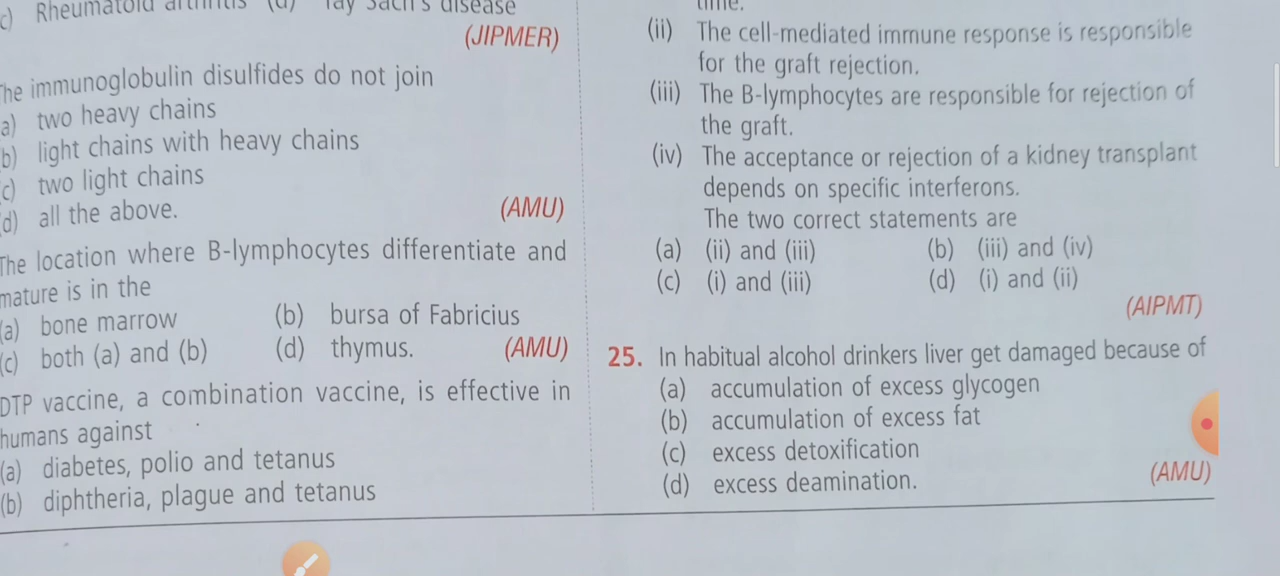 c) Rheumatoid arthritis (d) Tay Sach's disease
(JIPMER)
The immunoglobulin disulfides do not join
a) two heavy chains
b) light chains with heavy chains
c) two light chains
d) all the above. (AMU)
The location where B-lymphocytes differentiate and
mature is in the
(a) bone marrow (b) bursa of Fabricius
(c) both (a) and (b) (d) thymus. (AMU)
DTP vaccine, a combination vaccine, is effective in
humans against
(a) diabetes, polio and tetanus
(b) diphtheria, plague and tetanus
time.
(ii) The cell-mediated immune response is responsible
for the graft rejection.
(iii) The B-lymphocytes are responsible for rejection of
the graft.
(iv) The acceptance or rejection of a kidney transplant
depends on specific interferons.
The two correct statements are
(a) (ii) and (iii) (b) (iii) and (iv)
(c) (i) and (iii) (d) (i) and (ii)
(AIPMT)
25. In habitual alcohol drinkers liver get damaged because of
(a) accumulation of excess glycogen
(b) accumulation of excess fat
(c) excess detoxification
(d) excess deamination. (AMU)